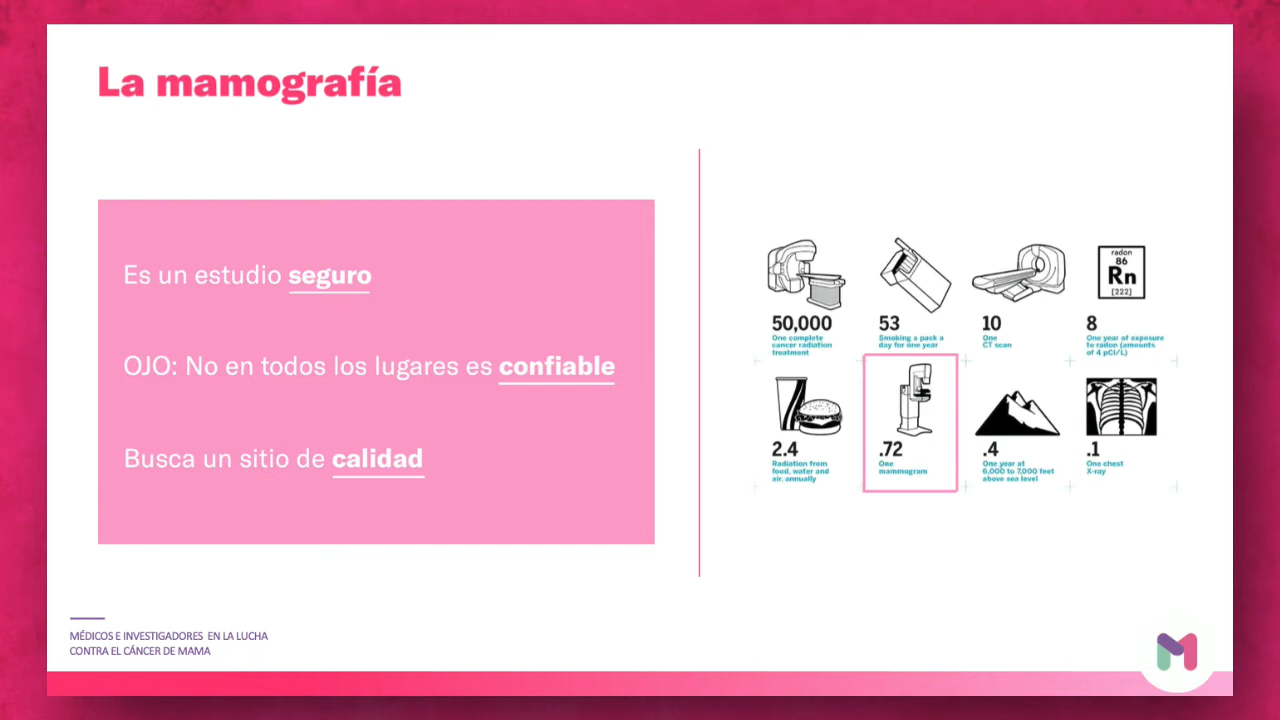 La mamografía
Es un estudio seguro
OJO: No en todos los lugares es confiable
Busca un sitio de calidad
radon
86
Rn
(222)
50,000
One complete
cancer radiation
treatment
53
Smoking a pack a
day for one year
10
One
CT scan
8
One year of exposure
to radon (amounts
of 4 pCi/L)
2.4
Radiation from
food, water and
air, annually
.72
One
mammogram
.4
One year at
6,000 to 7,000 feet
above sea level
.1
One chest
X-ray
MÉDICOS E INVESTIGADORES EN LA LUCHA
CONTRA EL CÁNCER DE MAMA